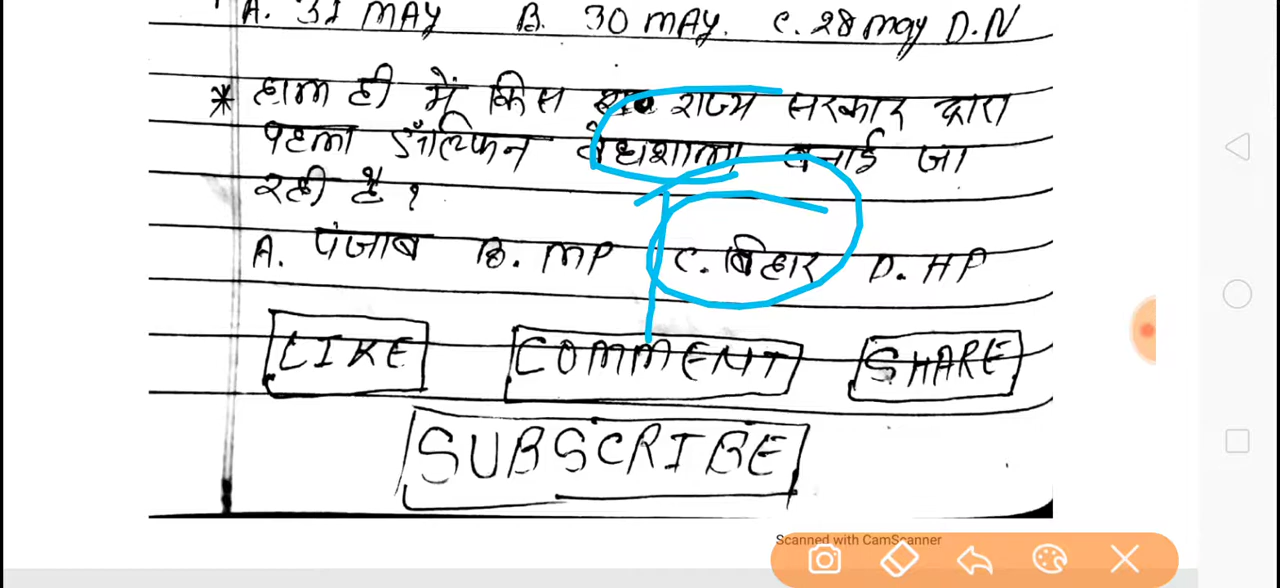 A. 31 MAY B. 30 MAY. C. 28 may D. N
* हाल ही में किस राज्य सरकार द्वारा
पहला डॉल्फिन वेधशाला बनाई जा
रही है ?
A. पंजाब B. MP C. बिहार D. HP
LIKE COMMENT SHARE
SUBSCRIBE
Scanned with CamScanner